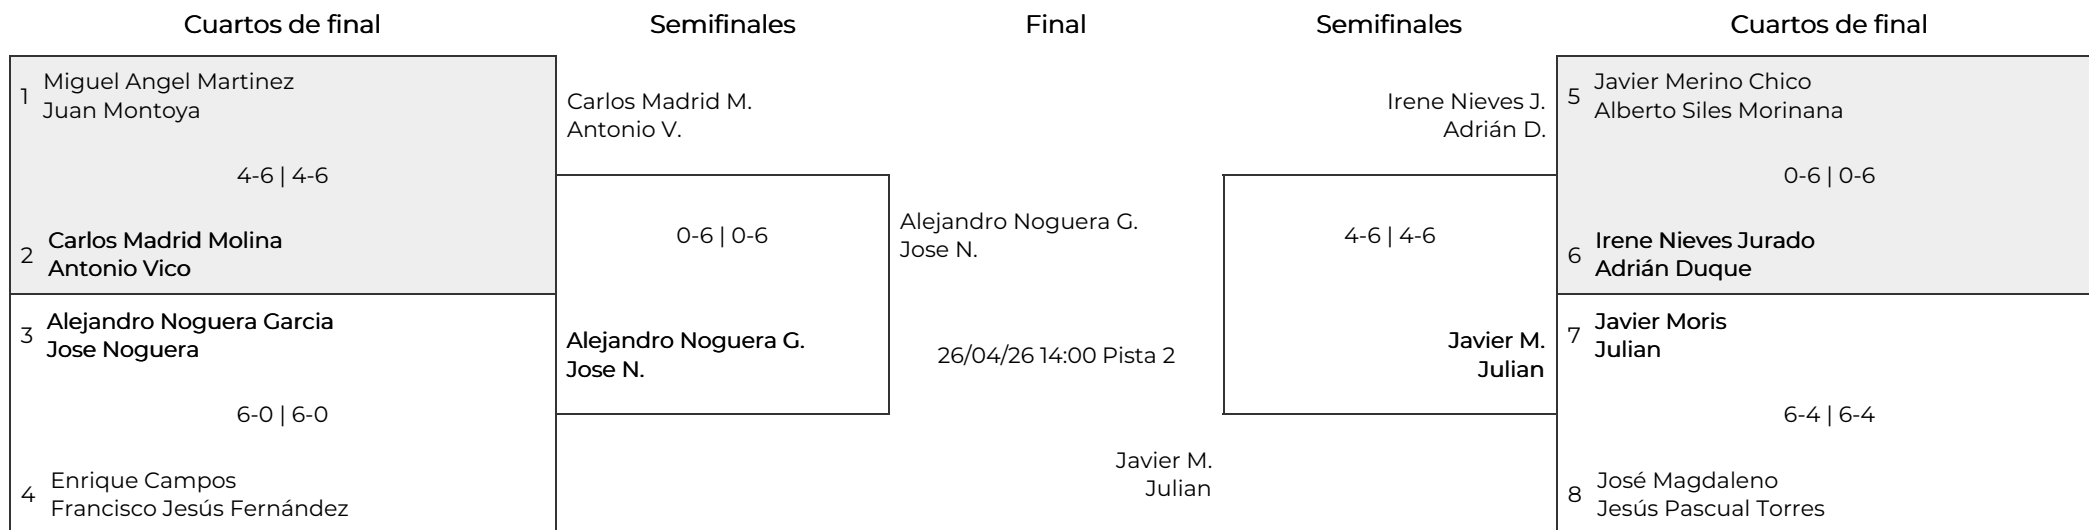 Cuartos de final
Semifinales
Final
Semifinales
Cuartos de final
1
Miguel Angel Martinez
Juan Montoya
4-6 | 4-6
2
Carlos Madrid Molina
Antonio Vico
3
Alejandro Noguera Garcia
Jose Noguera
6-0 | 6-0
4
Enrique Campos
Francisco Jesús Fernández
Carlos Madrid M.
Antonio V.
0-6 | 0-6
Alejandro Noguera G.
Jose N.
Alejandro Noguera G.
Jose N.
26/04/26 14:00 Pista 2
Javier M.
Julian
Irene Nieves J.
Adrián D.
4-6 | 4-6
Javier M.
Julian
5
Javier Merino Chico
Alberto Siles Morinana
0-6 | 0-6
6
Irene Nieves Jurado
Adrián Duque
7
Javier Moris
Julian
6-4 | 6-4
8
José Magdaleno
Jesús Pascual Torres